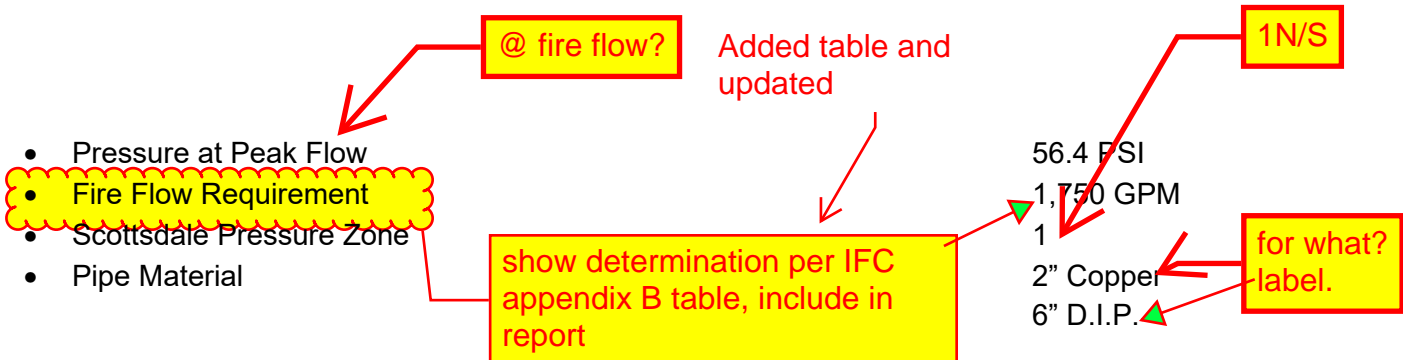 @ fire flow?
Added table and
updated
1N/S
• Pressure at Peak Flow 56.4 PSI
• Fire Flow Requirement 1,750 GPM
• Scottsdale Pressure Zone 1
• Pipe Material 2” Copper
6” D.I.P.
show determination per IFC
appendix B table, include in
report
for what?
label.